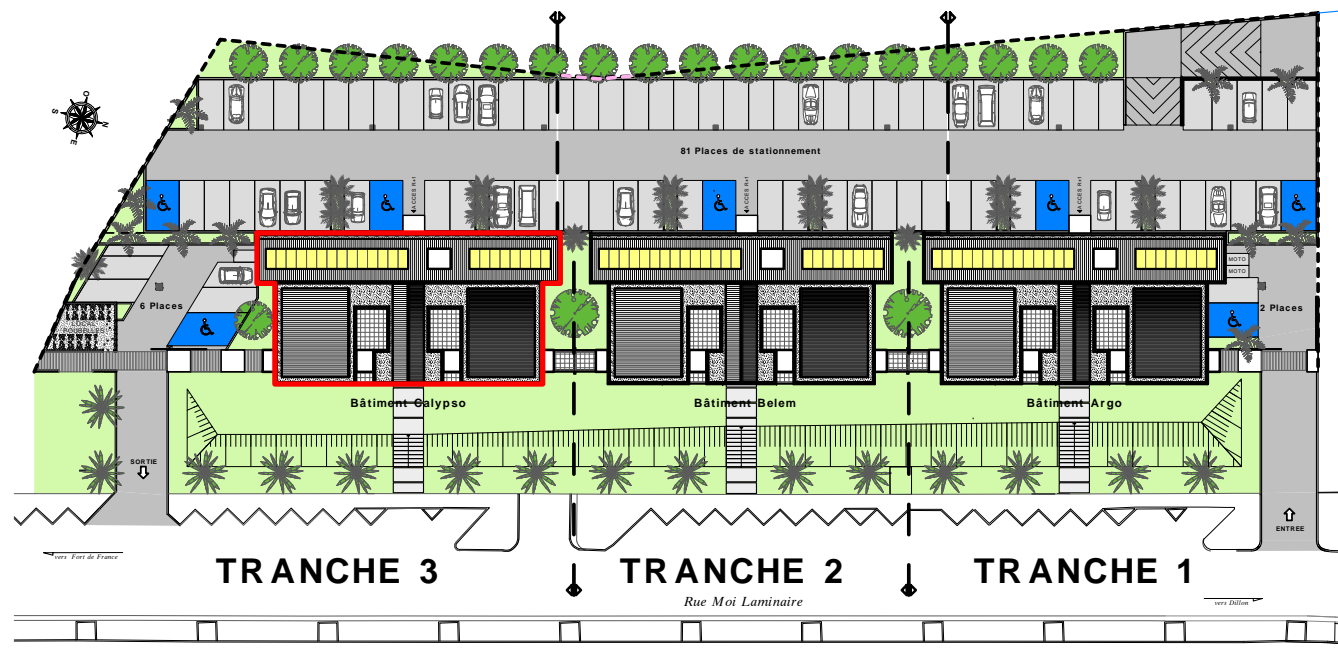 O
S
N
E
81 Places de stationnement
ACCES R+1
ACCES R+1
ACCES R+1
MOTO
MOTO
6 Places
2 Places
LOCAL
POUBELLES
Bâtiment Calypso
Bâtiment Belem
Bâtiment Argo
SORTIE
ENTREE
vers Fort de France
TRANCHE 3
TRANCHE 2
TRANCHE 1
Rue Moi Laminaire
vers Dillon